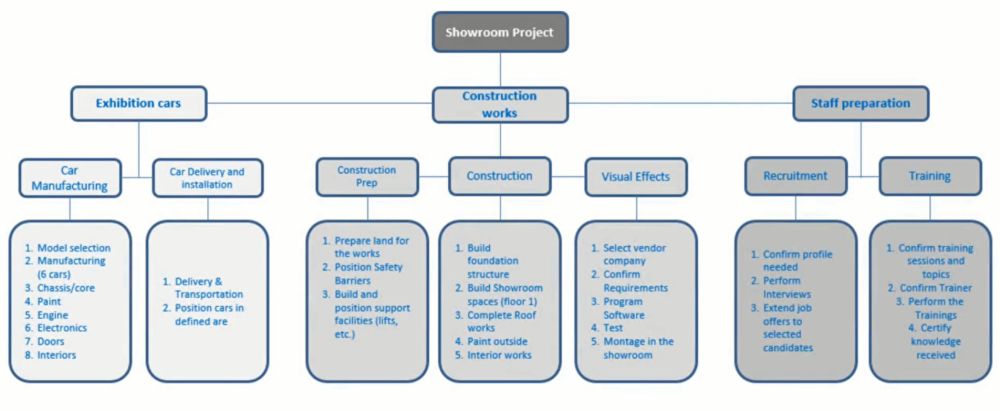 Showroom Project
Exhibition cars
Construction
works
Staff preparation
Car
Manufacturing
Car Delivery and
installation
Construction
Prep
Construction
Visual Effects
Recruitment
Training
1. Model selection
2. Manufacturing
(6 cars)
3. Chassis/core
4. Paint
5. Engine
6. Electronics
7. Doors
8. Interiors
1. Delivery &
Transportation
2. Position cars in
defined are
1. Prepare land for
the works
2. Position Safety
Barriers
3. Build and
position support
facilities (lifts,
etc.)
1. Build
foundation
structure
2. Build Showroom
spaces (floor 1)
3. Complete Roof
works
4. Paint outside
5. Interior works
1. Select vendor
company
2. Confirm
Requirements
3. Program
Software
4. Test
5. Montage in the
showroom
1. Confirm profile
needed
2. Perform
Interviews
3. Extend job
offers to
selected
candidates
1. Confirm training
sessions and
topics
2. Confirm Trainer
3. Perform the
Trainings
4. Certify
knowledge
received